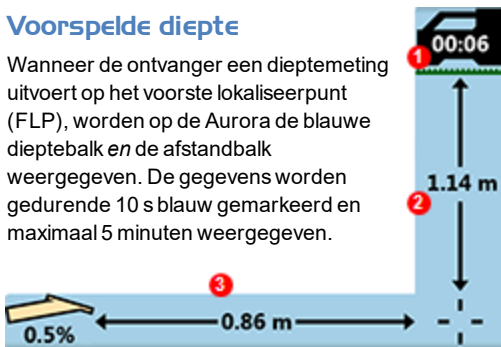 Voorspelde diepte
Wanneer de ontvanger een dieptemeting
uitvoert op het voorste lokaliseerpunt
(FLP), worden op de Aurora de blauwe
dieptebalk en de afstandbalk
weergegeven. De gegevens worden
gedurende 10 s blauw gemarkeerd en
maximaal 5 minuten weergegeven.
00:06
1
1.14 m
2
3
0.86 m
0.5%